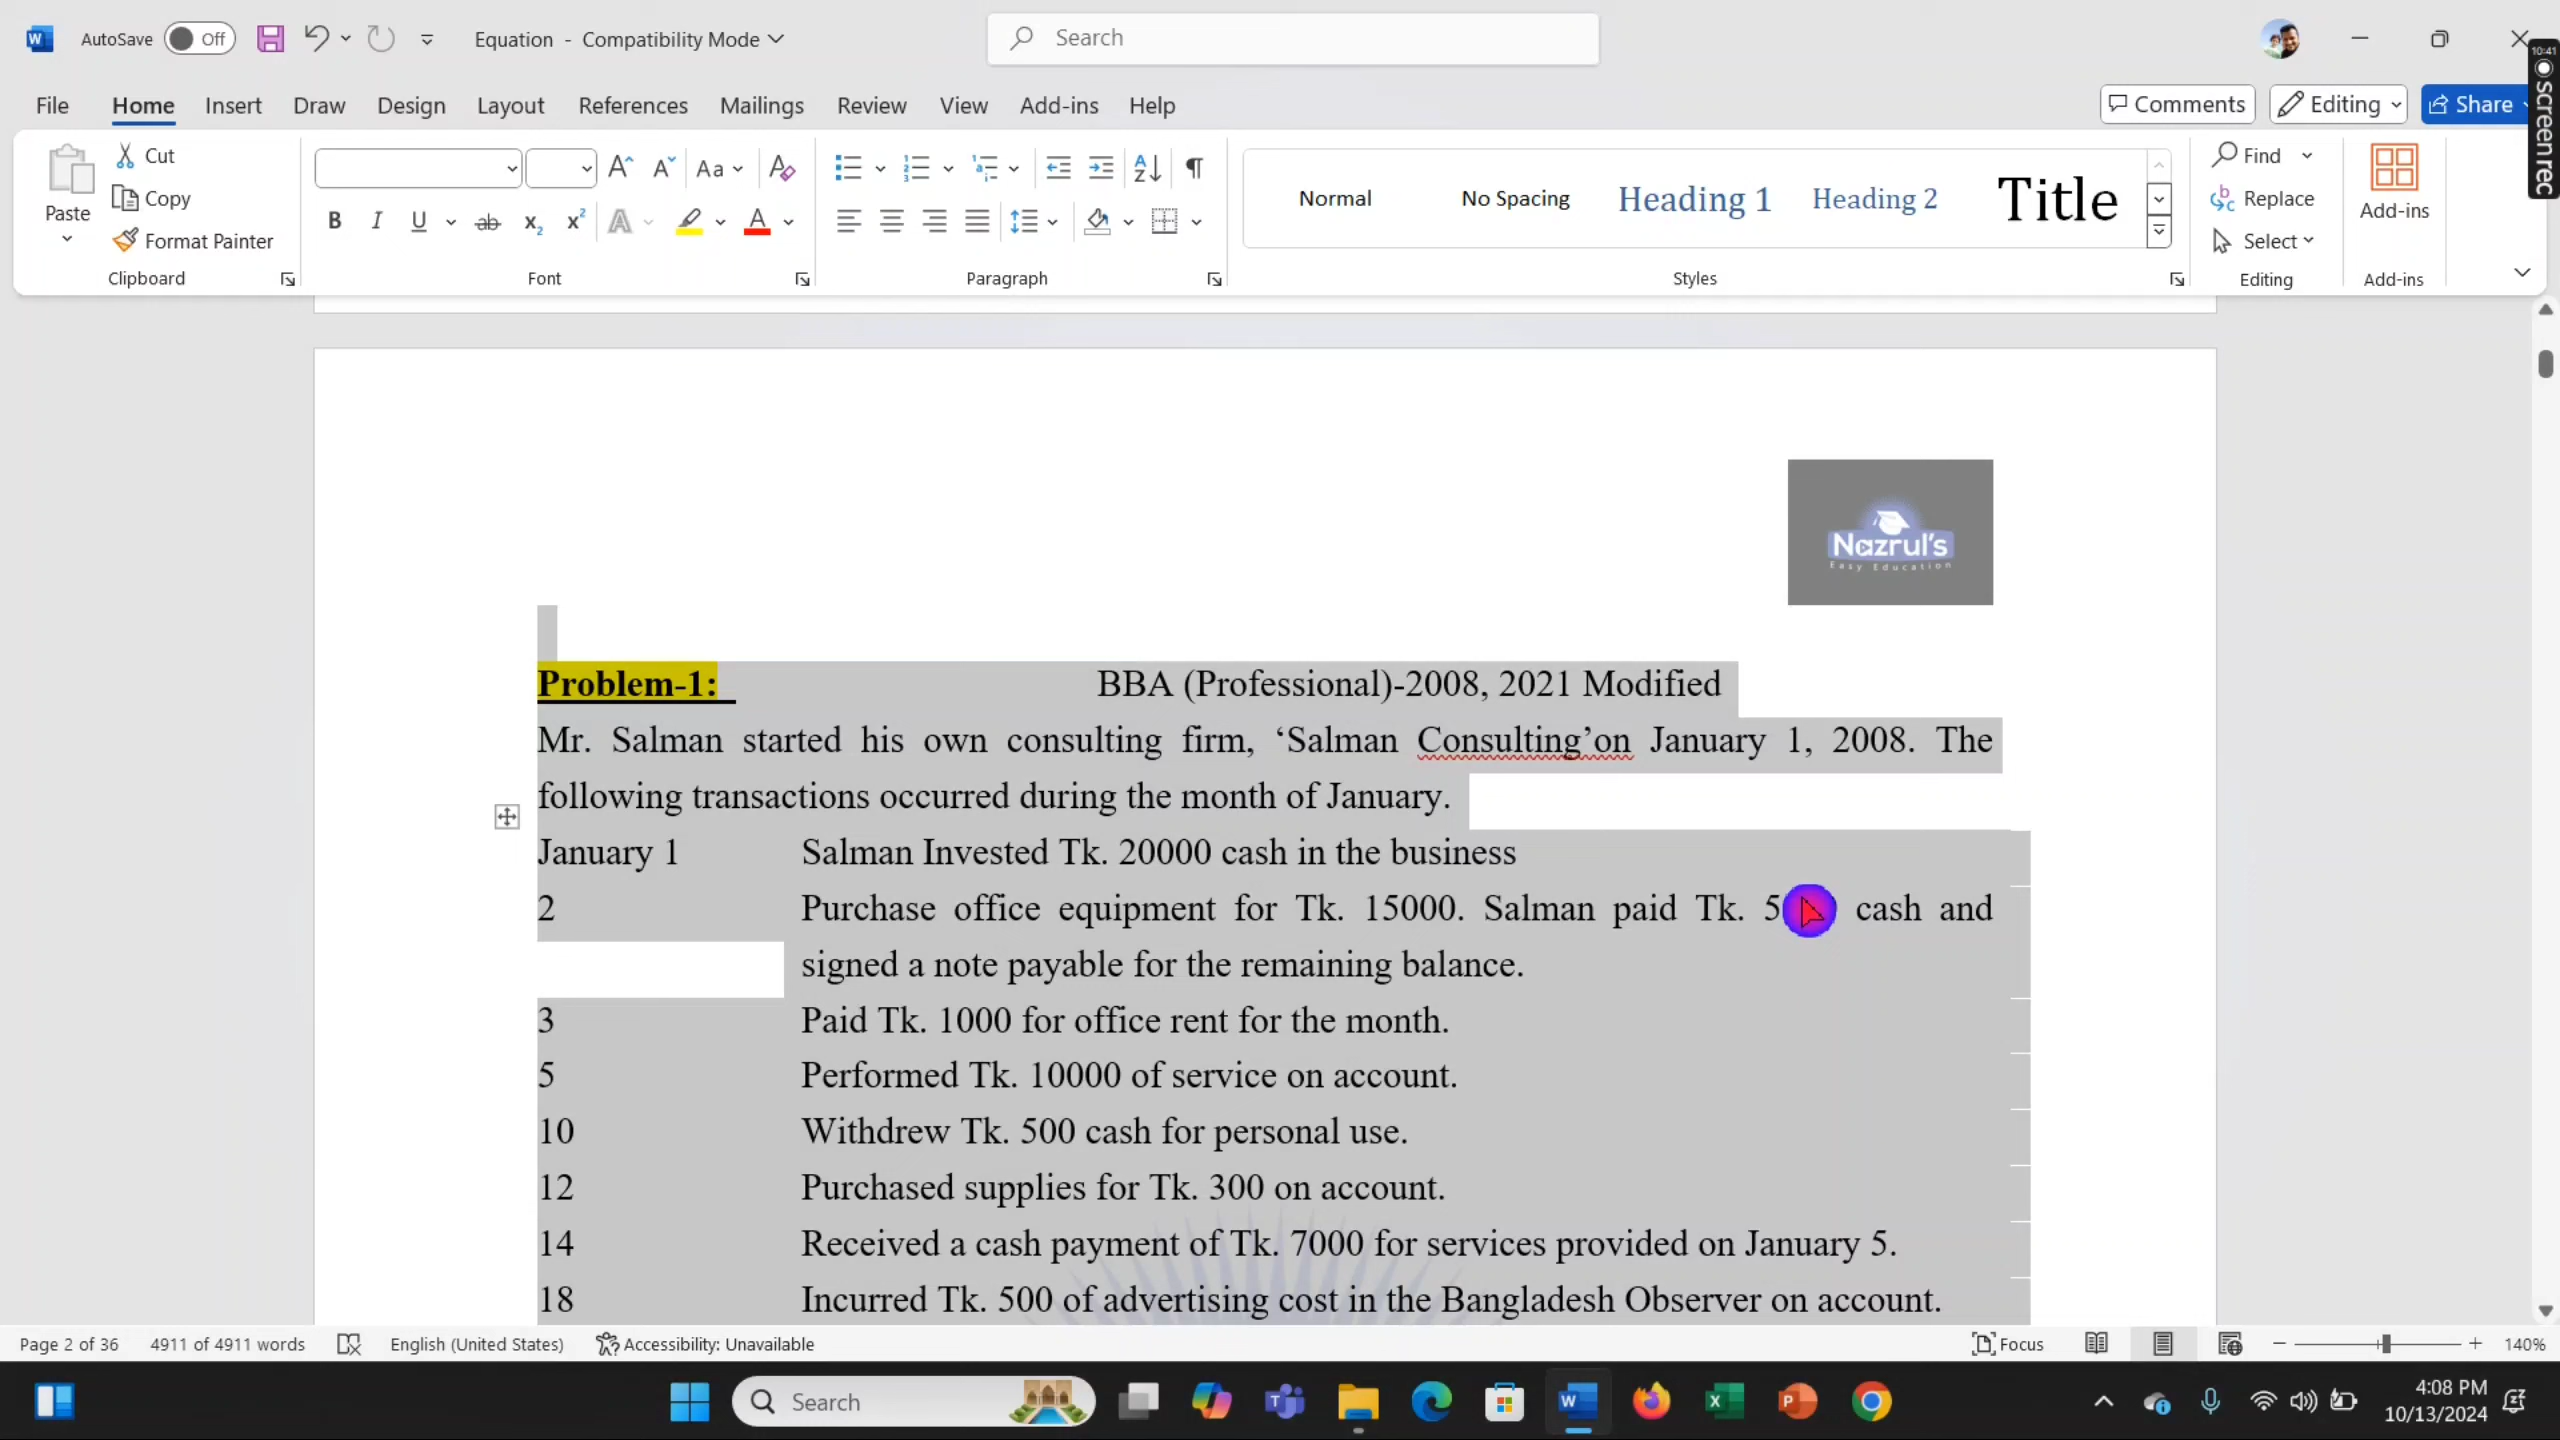 AutoSave Off Equation - Compatibility Mode Search
10:41
screen rec
File Home Insert Draw Design Layout References Mailings Review View Add-ins Help Comments Editing Share
Paste Cut Copy Format Painter
Normal No Spacing Heading 1 Heading 2 Title
Find Replace Select Add-ins
Clipboard Font Paragraph Styles Editing Add-ins
Nazrul's
Easy Education
Problem-1: BBA (Professional)-2008, 2021 Modified
Mr. Salman started his own consulting firm, ‘Salman Consulting’on January 1, 2008. The
following transactions occurred during the month of January.
January 1 Salman Invested Tk. 20000 cash in the business
2 Purchase office equipment for Tk. 15000. Salman paid Tk. cash and
signed a note payable for the remaining balance.
3 Paid Tk. 1000 for office rent for the month.
5 Performed Tk. 10000 of service on account.
10 Withdrew Tk. 500 cash for personal use.
12 Purchased supplies for Tk. 300 on account.
14 Received a cash payment of Tk. 7000 for services provided on January 5.
18 Incurred Tk. 500 of advertising cost in the Bangladesh Observer on account.
Page 2 of 36 4911 of 4911 words English (United States) Accessibility: Unavailable Focus 140%
Search
4:08 PM
10/13/2024